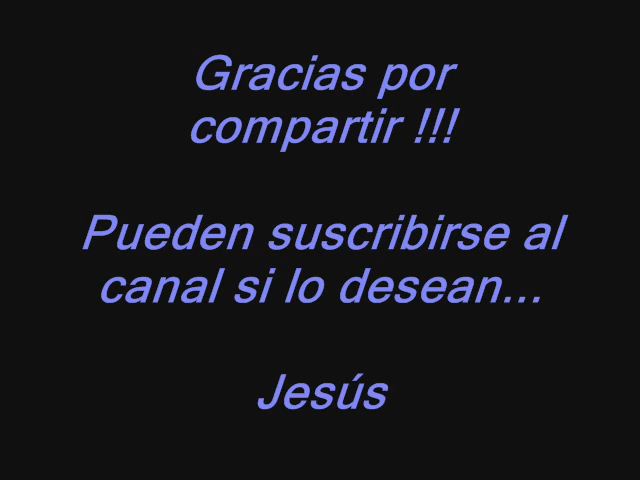 Gracias por
compartir !!!
Pueden suscribirse al
canal si lo desean...
Jesús